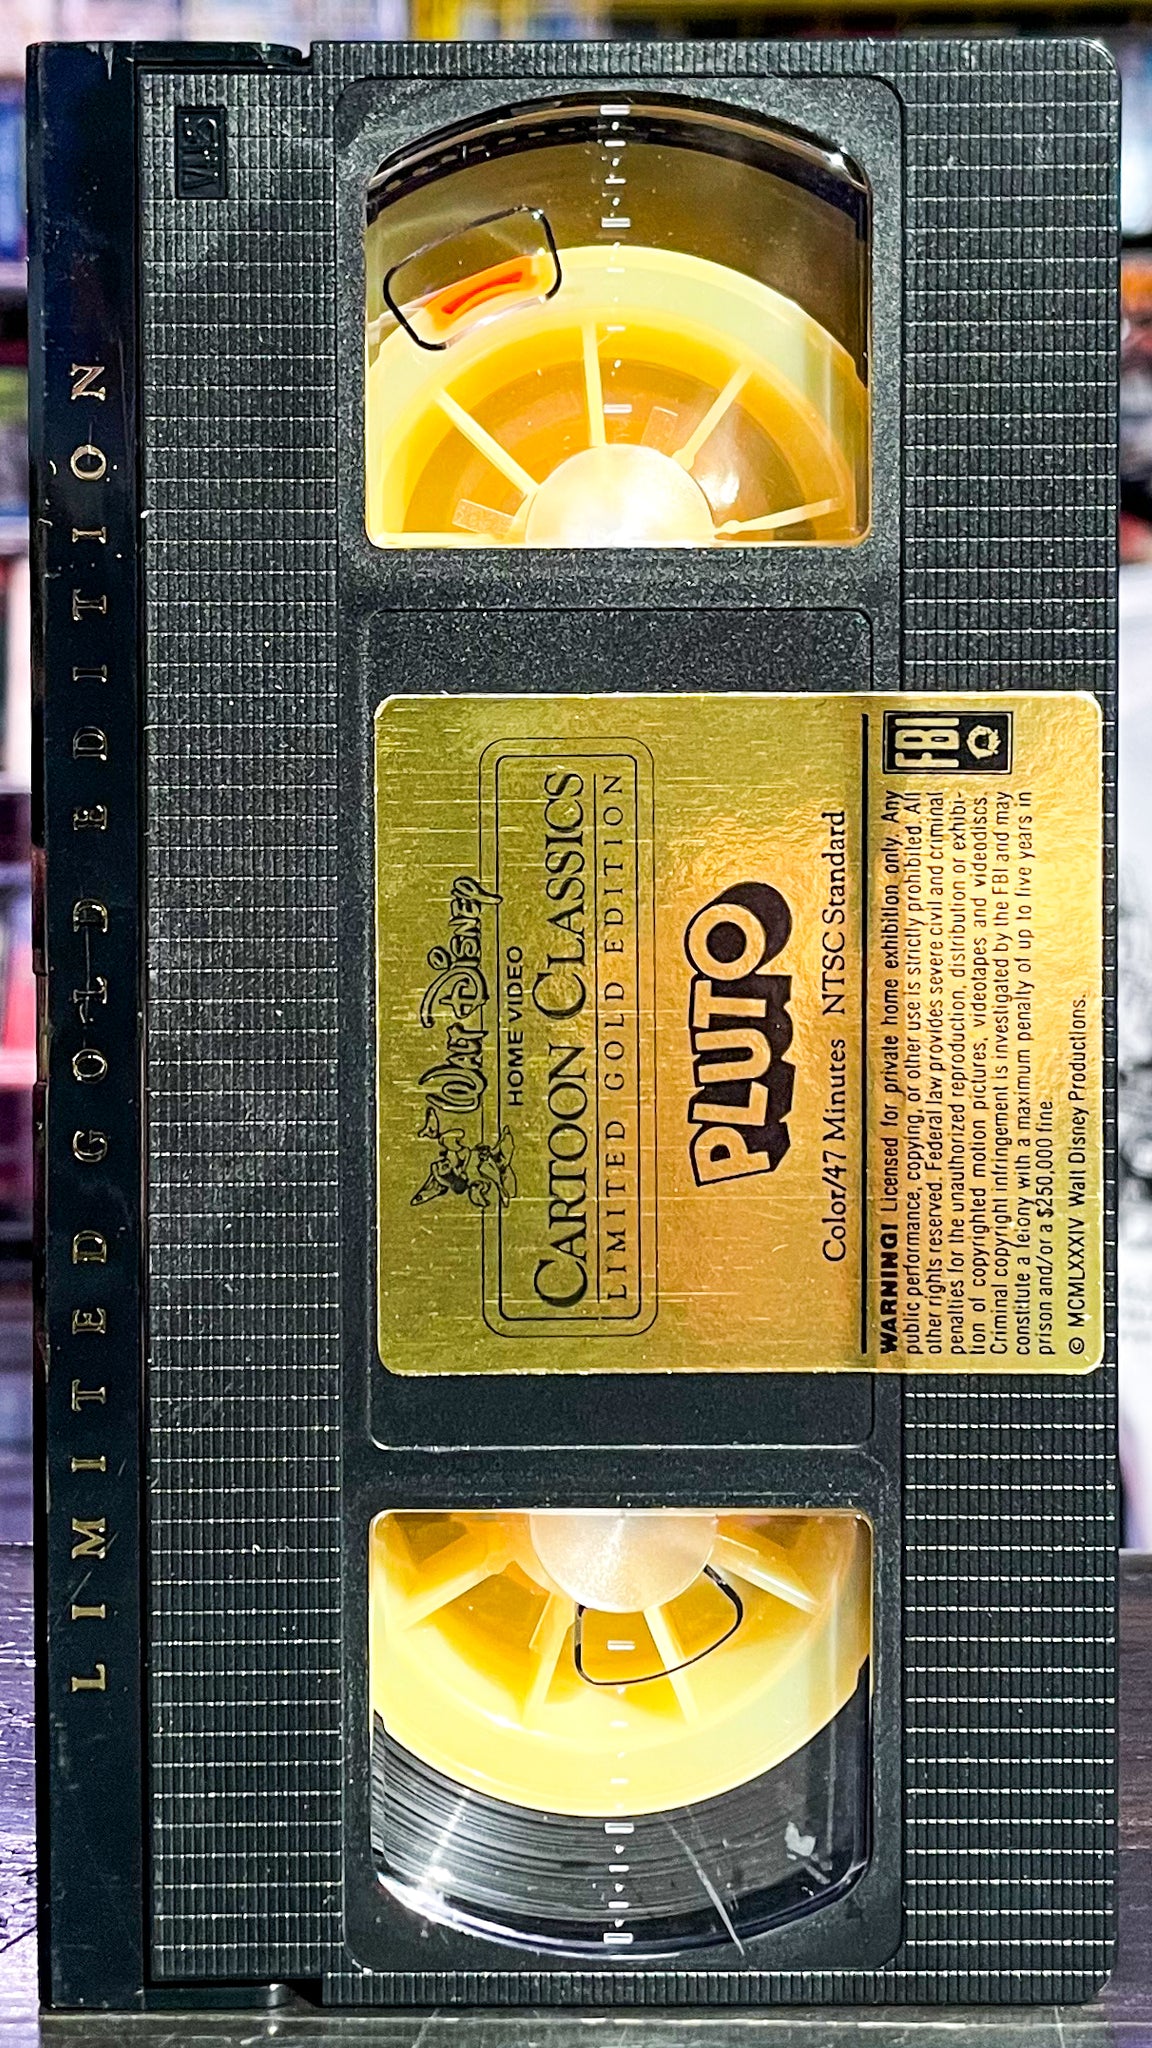 LIMITED GOLD EDITION
VHS
WALT DISNEY
HOME VIDEO
CARTOON CLASSICS
LIMITED GOLD EDITION
PLUTO
Color/47 Minutes NTSC Standard
FBI
WARNING! Licensed for private home exhibition only. Any
public performance, copying, or other use is strictly prohibited. All
other rights reserved. Federal law provides severe civil and criminal
penalties for the unauthorized reproduction, distribution or exhibi-
tion of copyrighted motion pictures, videotapes and videodiscs.
Criminal copyright infringement is investigated by the FBI and may
constitute a felony with a maximum penalty of up to five years in
prison and/or a $250,000 fine.
© MCMLXXXIV Walt Disney Productions.